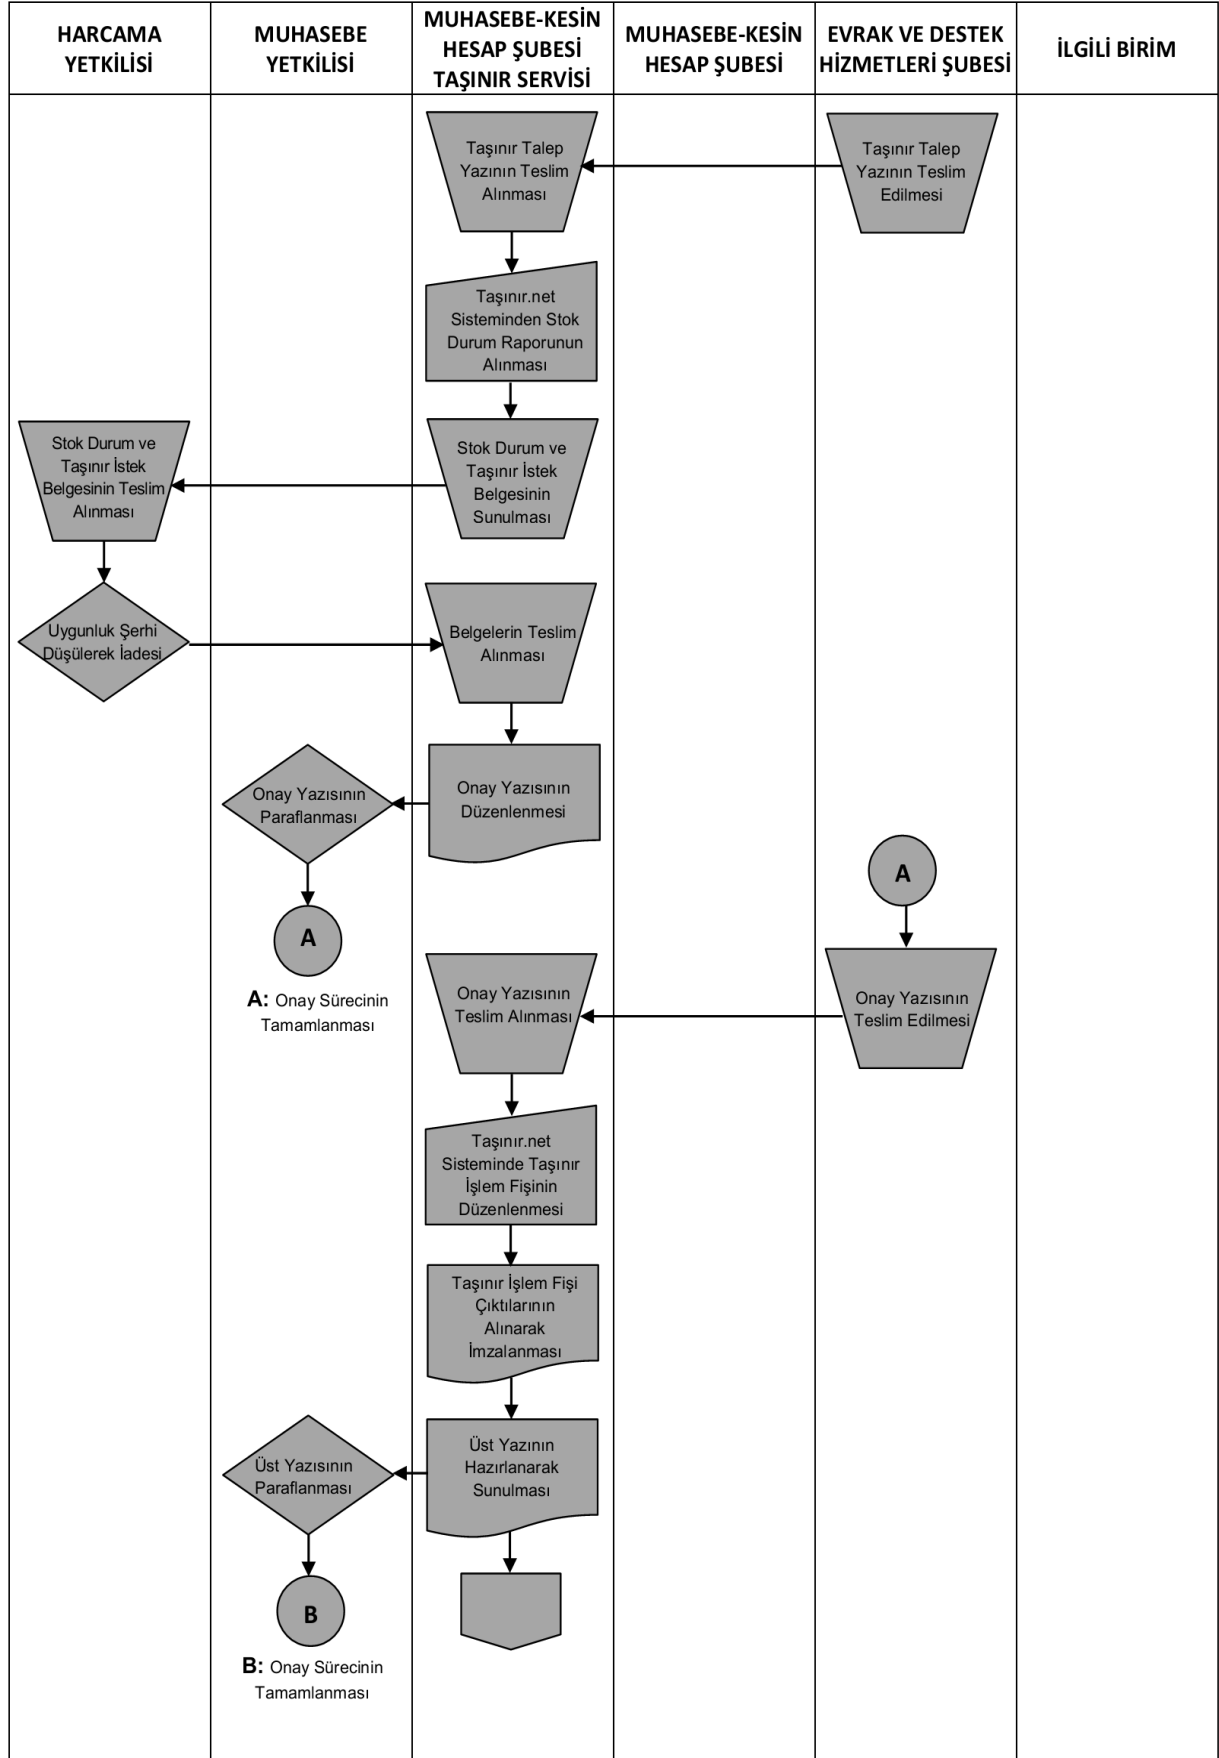 HARCAMA
YETKİLİSİ
MUHASEBE
YETKİLİSİ
MUHASEBE-KESİN
HESAP ŞUBESİ
TAŞINIR SERVİSİ
MUHASEBE-KESİN
HESAP ŞUBESİ
EVRAK VE DESTEK
HİZMETLERİ ŞUBESİ
İLGİLİ BİRİM
Taşınır Talep
Yazının Teslim
Alınması
Taşınır Talep
Yazının Teslim
Edilmesi
Taşınır.net
Sisteminden Stok
Durum Raporunun
Alınması
Stok Durum ve
Taşınır İstek
Belgesinin Teslim
Alınması
Stok Durum ve
Taşınır İstek
Belgesinin
Sunulması
Uygunluk Şerhi
Düşülerek İadesi
Belgelerin Teslim
Alınması
Onay Yazısının
Paraflanması
Onay Yazısının
Düzenlenmesi
A
A
A: Onay Sürecinin
Tamamlanması
Onay Yazısının
Teslim Alınması
Onay Yazısının
Teslim Edilmesi
Taşınır.net
Sisteminde Taşınır
İşlem Fişinin
Düzenlenmesi
Taşınır İşlem Fişi
Çıktılarının
Alınarak
İmzalanması
Üst Yazısının
Paraflanması
Üst Yazının
Hazırlanarak
Sunulması
B
B: Onay Sürecinin
Tamamlanması